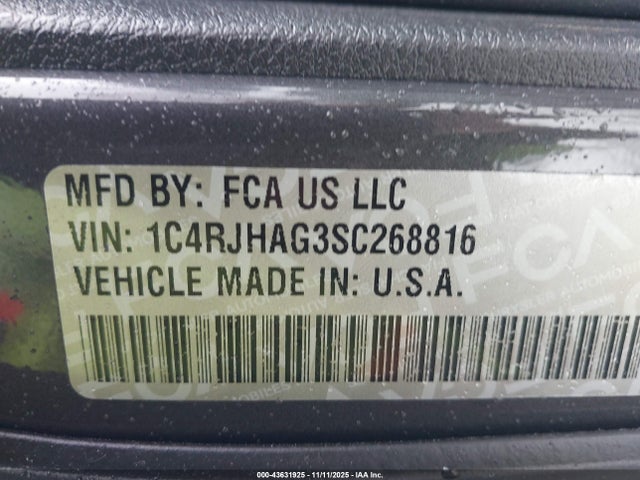 MFD BY: FCA US LLC
VIN: 1C4RJHAG3SC268816
VEHICLE MADE IN: U.S.A.
000-43631925 - 11/11/2025 - IAA Inc.